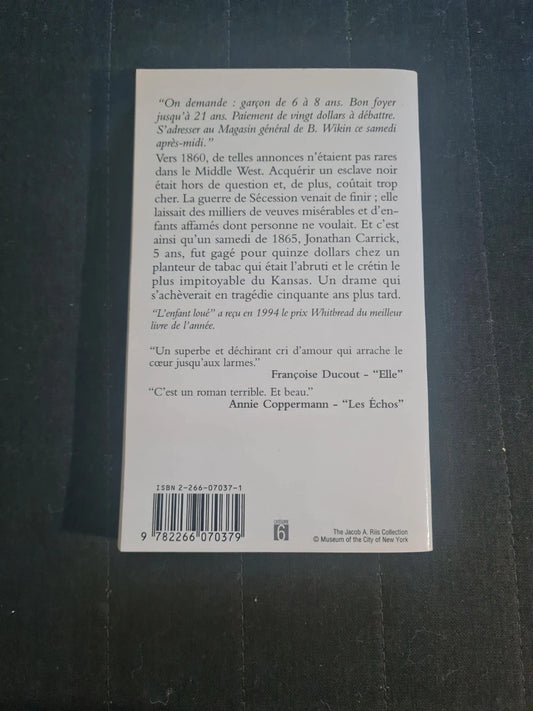 “On demande : garçon de 6 à 8 ans. Bon foyer
jusqu’à 21 ans. Paiement de vingt dollars à débattre.
S’adresser au Magasin général de B. Wikin ce samedi
après-midi.”
Vers 1860, de telles annonces n’étaient pas rares
dans le Middle West. Acquérir un esclave noir
était hors de question et, de plus, coûtait trop
cher. La guerre de Sécession venait de finir ; elle
laissait des milliers de veuves misérables et d’en-
fants affamés dont personne ne voulait. Et c’est
ainsi qu’un samedi de 1865, Jonathan Carrick,
5 ans, fut gagé pour quinze dollars chez un
planteur de tabac qui était l’abruti et le crétin le
plus impitoyable du Kansas. Un drame qui
s’achèverait en tragédie cinquante ans plus tard.
“L’enfant loué” a reçu en 1994 le prix Whitbread du meilleur
livre de l’année.
“Un superbe et déchirant cri d’amour qui arrache le
cœur jusqu’aux larmes.”
Françoise Ducout – “Elle”
“C’est un roman terrible. Et beau.”
Annie Coppermann – “Les Échos”
ISBN 2-266-07037-1
9 782266 070379
CATÉGORIE
6
The Jacob A. Riis Collection
© Museum of the City of New York